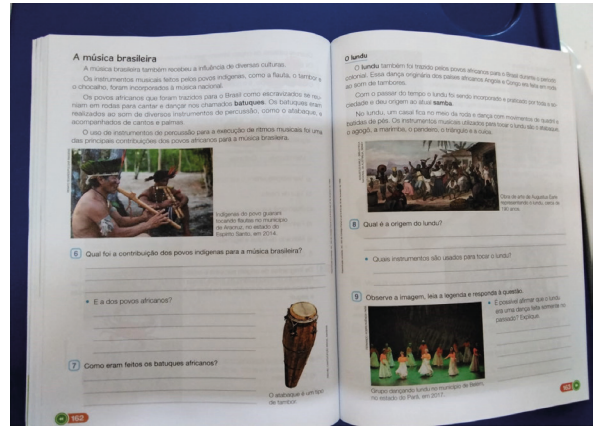 A música brasileira
A música brasileira também recebeu a influência de diversas culturas.
Os instrumentos musicais feitos pelos povos indígenas, como a flauta, o tambor e
o chocalho, foram incorporados à música nacional.
Os povos africanos que foram trazidos para o Brasil como escravizados se reu-
niam em rodas para cantar e dançar nos chamados batuques. Os batuques eram
realizados ao som de diversos instrumentos de percussão, como o atabaque, e
acompanhados de cantos e palmas.
O uso de instrumentos de percussão para a execução de ritmos musicais foi uma
das principais contribuições dos povos africanos para a música brasileira.
Indígenas do povo guarani
tocando flautas no município
de Aracruz, no estado do
Espírito Santo, em 2014.
6 Qual foi a contribuição dos povos indígenas para a música brasileira?
• E a dos povos africanos?
7 Como eram feitos os batuques africanos?
O atabaque é um tipo
de tambor.
162
O lundu
O lundu também foi trazido pelos povos africanos para o Brasil durante o período
colonial. Essa dança originária dos países africanos Angola e Congo era feita em roda
ao som de tambores.
Com o passar do tempo o lundu foi sendo incorporado e praticado por toda a so-
ciedade e deu origem ao atual samba.
No lundu, um casal fica no meio da roda e dança com movimentos de quadril e
batidas de pés. Os instrumentos musicais utilizados para tocar o lundu são o atabaque,
o agogô, a marimba, o pandeiro, o triângulo e a cuíca.
Obra de arte de Augustus Earle
representando o lundu, cerca de
190 anos.
8 Qual é a origem do lundu?
• Quais instrumentos são usados para tocar o lundu?
9 Observe a imagem, leia a legenda e responda à questão.
• É possível afirmar que o lundu
era uma dança feita somente no
passado? Explique.
Grupo dançando lundu no município de Belém,
no estado do Pará, em 2017.
163